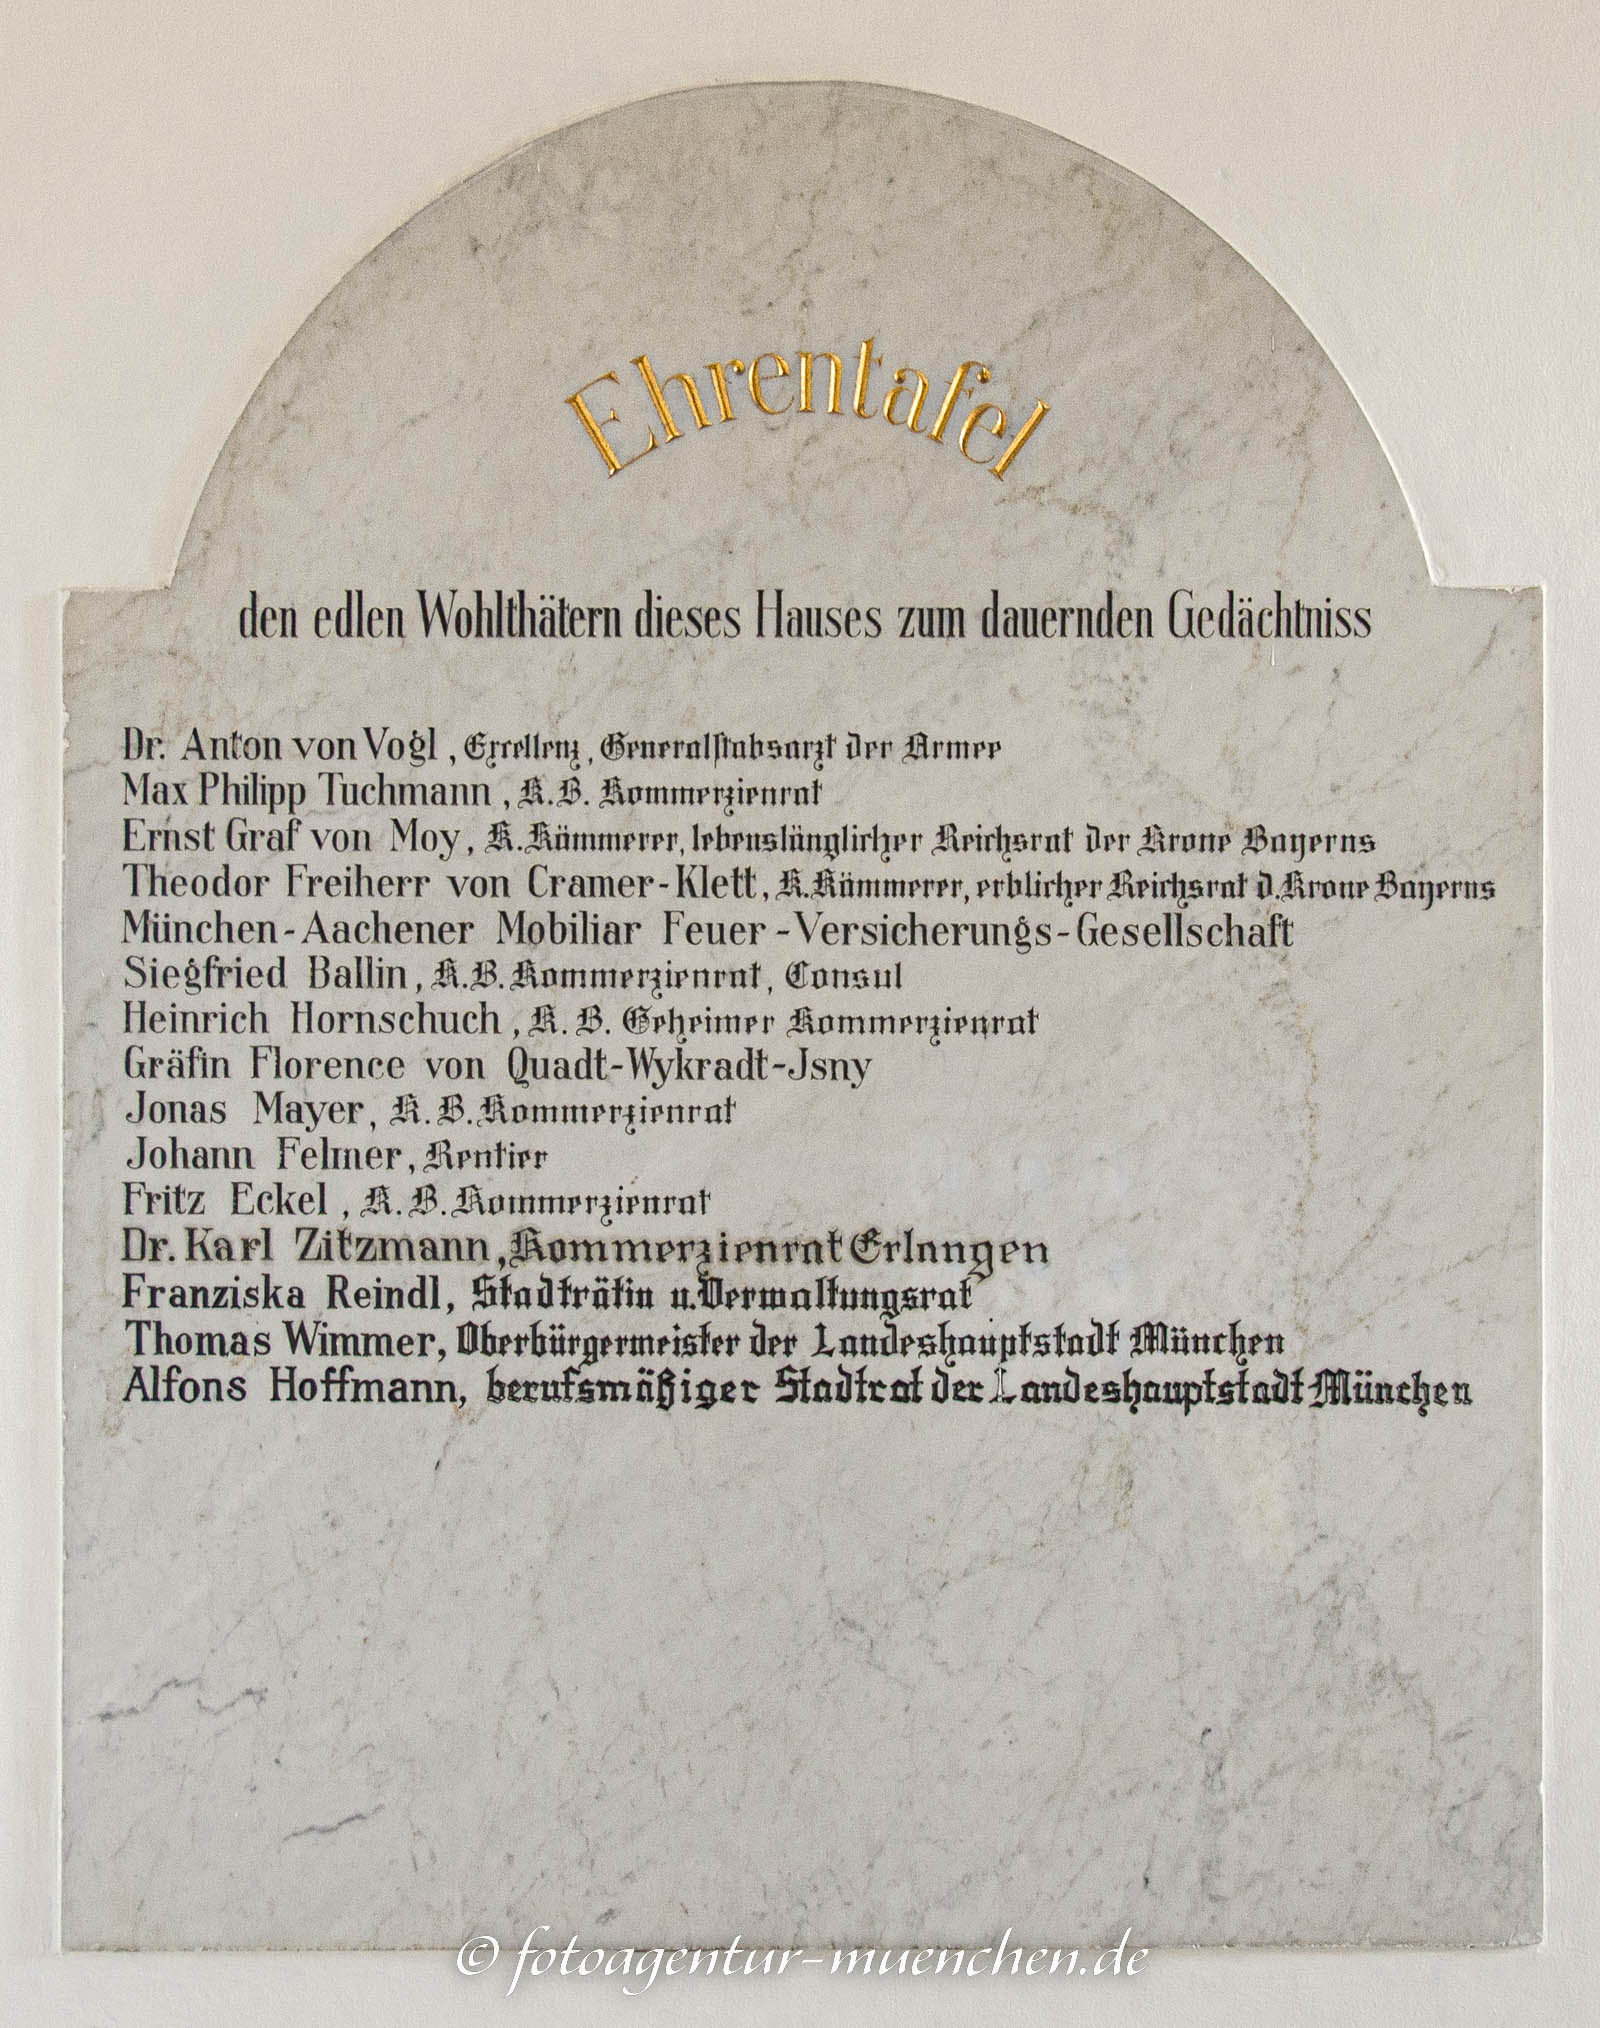 Ehrentafel
den edlen Wohlthätern dieses Hauses zum dauernden Gedächtniss
Dr. Anton von Vogl, Excellenz, Generalstabsarzt der Armee
Max Philipp Tuchmann, K.B. Kommerzienrat
Ernst Graf von Moy, K.Kämmerer, lebenslänglicher Reichsrat der Krone Bayerns
Theodor Freiherr von Cramer-Klett, K.Kämmerer, erblicher Reichsrat d.Krone Bayerns
München-Aachener Mobiliar Feuer-Versicherungs-Gesellschaft
Siegfried Ballin, K.B. Kommerzienrat, Consul
Heinrich Hornschuch, K.B. Geheimer Kommerzienrat
Gräfin Florence von Quadt-Wykradt-Jsny
Jonas Mayer, K.B. Kommerzienrat
Johann Felmer, Rentier
Fritz Eckel, K.B. Kommerzienrat
Dr. Karl Zitzmann, Kommerzienrat Erlangen
Franziska Reindl, Stadträtin u. Verwaltungsrat
Thomas Wimmer, Oberbürgermeister der Landeshauptstadt München
Alfons Hoffmann, berufsmäßiger Stadtrat der Landeshauptstadt München
© fotoagentur-muenchen.de